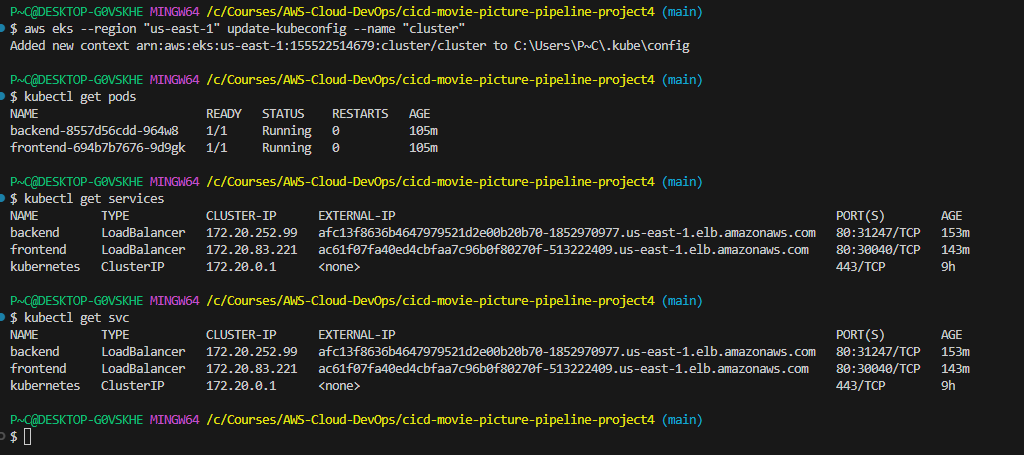 P~C@DESKTOP-G0VSKHE MINGW64 /c/Courses/AWS-Cloud-DevOps/cicd-movie-picture-pipeline-project4 (main)
$ aws eks --region "us-east-1" update-kubeconfig --name "cluster"
Added new context arn:aws:eks:us-east-1:155522514679:cluster/cluster to C:\Users\P~C\.kube\config
P~C@DESKTOP-G0VSKHE MINGW64 /c/Courses/AWS-Cloud-DevOps/cicd-movie-picture-pipeline-project4 (main)
$ kubectl get pods
NAME READY STATUS RESTARTS AGE
backend-8557d56cdd-964w8 1/1 Running 0 105m
frontend-694b7b7676-9d9gk 1/1 Running 0 105m
P~C@DESKTOP-G0VSKHE MINGW64 /c/Courses/AWS-Cloud-DevOps/cicd-movie-picture-pipeline-project4 (main)
$ kubectl get services
NAME TYPE CLUSTER-IP EXTERNAL-IP PORT(S) AGE
backend LoadBalancer 172.20.252.99 afc13f8636b4647979521d2e00b20b70-1852970977.us-east-1.elb.amazonaws.com 80:31247/TCP 153m
frontend LoadBalancer 172.20.83.221 ac61f07fa40ed4cbfaa7c96b0f80270f-513222409.us-east-1.elb.amazonaws.com 80:30040/TCP 143m
kubernetes ClusterIP 172.20.0.1 <none> 443/TCP 9h
P~C@DESKTOP-G0VSKHE MINGW64 /c/Courses/AWS-Cloud-DevOps/cicd-movie-picture-pipeline-project4 (main)
$ kubectl get svc
NAME TYPE CLUSTER-IP EXTERNAL-IP PORT(S) AGE
backend LoadBalancer 172.20.252.99 afc13f8636b4647979521d2e00b20b70-1852970977.us-east-1.elb.amazonaws.com 80:31247/TCP 153m
frontend LoadBalancer 172.20.83.221 ac61f07fa40ed4cbfaa7c96b0f80270f-513222409.us-east-1.elb.amazonaws.com 80:30040/TCP 143m
kubernetes ClusterIP 172.20.0.1 <none> 443/TCP 9h
P~C@DESKTOP-G0VSKHE MINGW64 /c/Courses/AWS-Cloud-DevOps/cicd-movie-picture-pipeline-project4 (main)
$